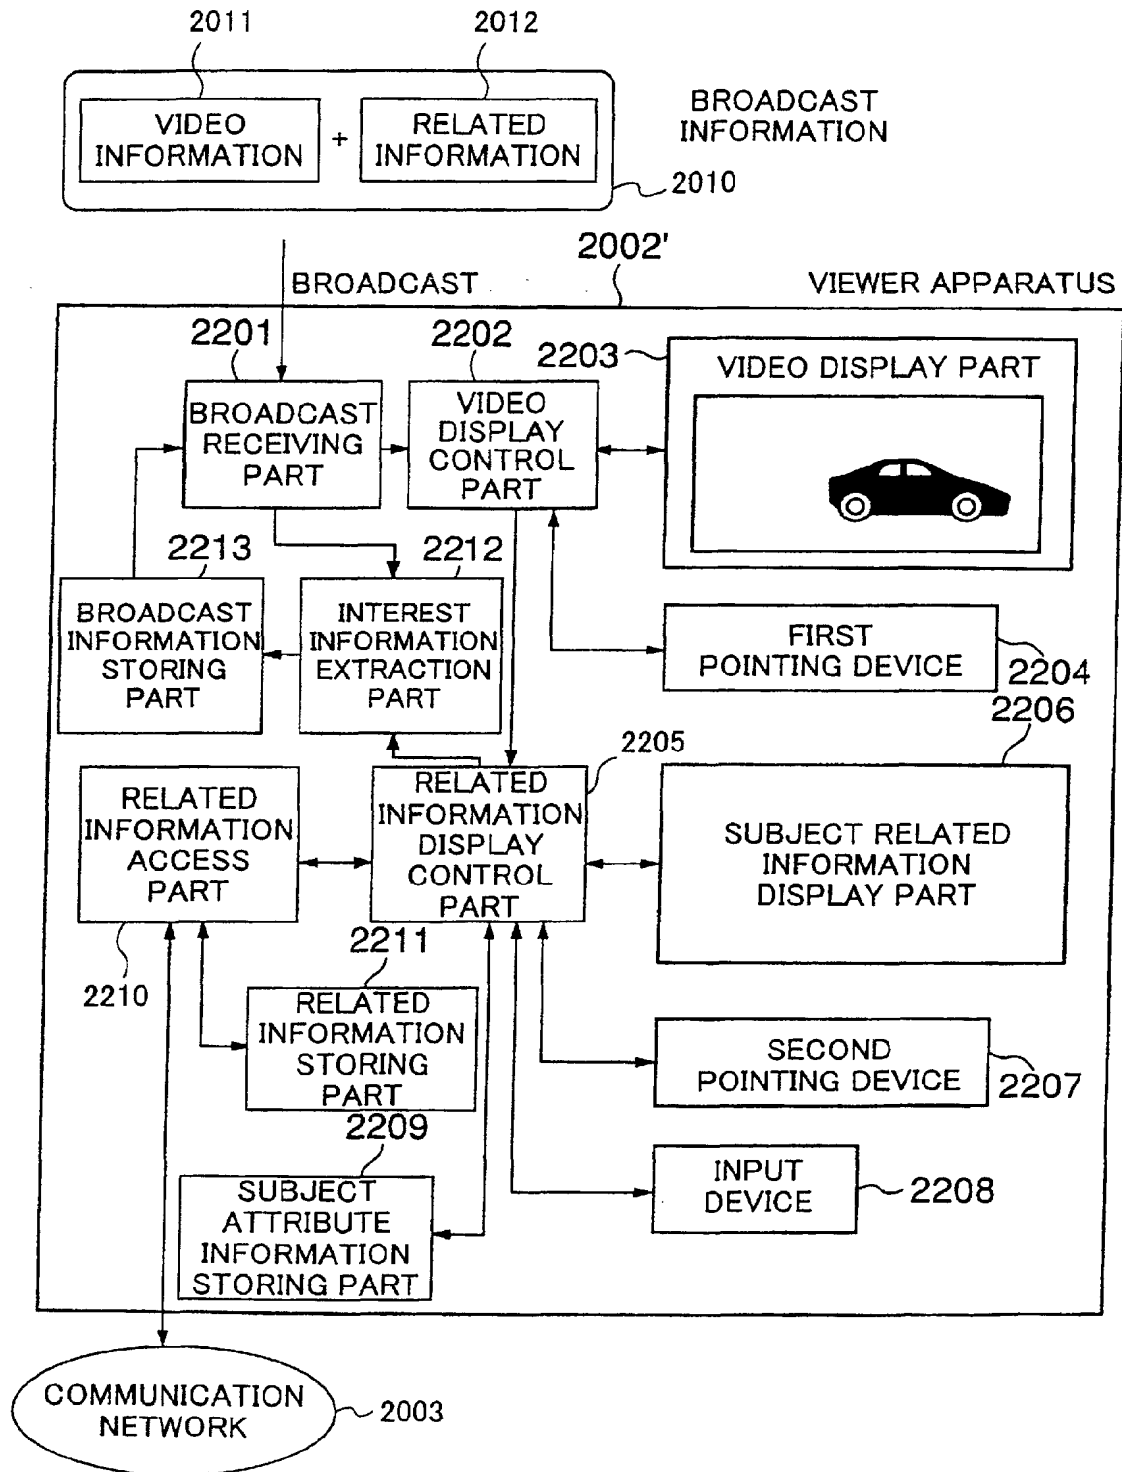 2011
2012
VIDEO
INFORMATION
+
RELATED
INFORMATION
BROADCAST
INFORMATION
2010
2002'
BROADCAST
VIEWER APPARATUS
2201
BROADCAST
RECEIVING
PART
2202
VIDEO
DISPLAY
CONTROL
PART
2203
VIDEO DISPLAY PART
2213
BROADCAST
INFORMATION
STORING
PART
2212
INTEREST
INFORMATION
EXTRACTION
PART
FIRST
POINTING DEVICE
2204
2206
2205
RELATED
INFORMATION
ACCESS
PART
RELATED
INFORMATION
DISPLAY
CONTROL
PART
SUBJECT RELATED
INFORMATION
DISPLAY PART
2210
2211
RELATED
INFORMATION
STORING
PART
SECOND
POINTING DEVICE
2207
2209
SUBJECT
ATTRIBUTE
INFORMATION
STORING PART
INPUT
DEVICE
2208
COMMUNICATION
NETWORK
2003